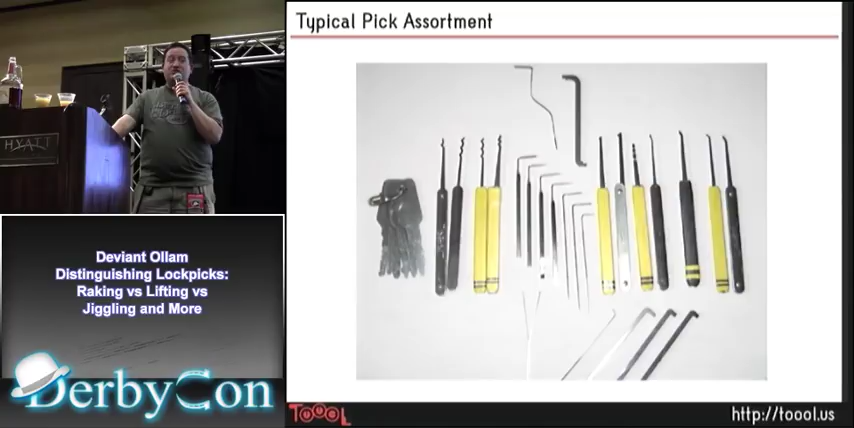 Typical Pick Assortment
HYATT
Deviant Ollam
Distinguishing Lockpicks:
Raking vs Lifting vs
Jiggling and More
DerbyCon
TOOOL
http://toool.us